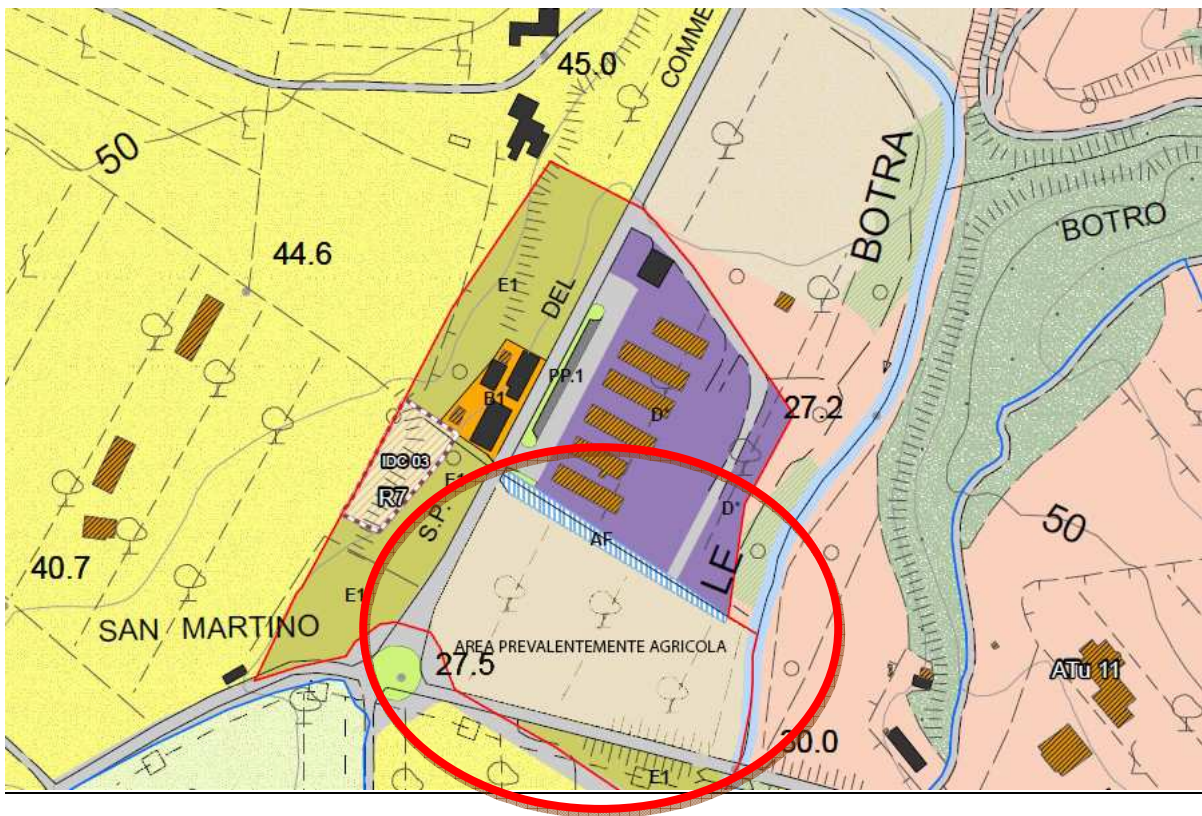 COMME
45.0
50
BOTRA
BOTRO
44.6
E1
DEL
PP.1
B1
D*
27.2
IDC 03
R7
E1
S.P.
D*
50
AF
LE
40.7
E1
SAN MARTINO
AREA PREVALENTEMENTE AGRICOLA
27.5
ATu 11
30.0
E1